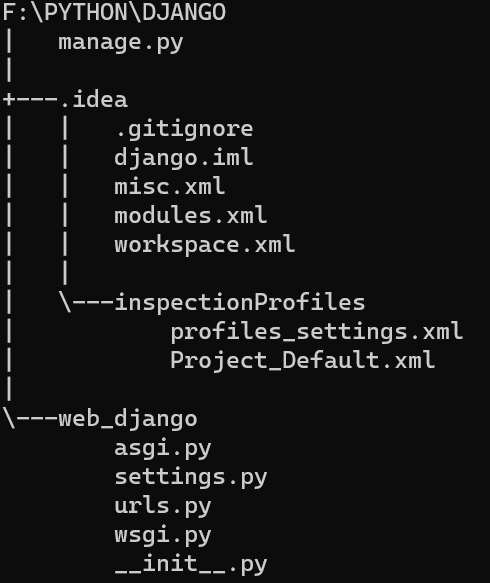 F:\PYTHON\DJANGO
|   manage.py
|
+---.idea
|   |   .gitignore
|   |   django.iml
|   |   misc.xml
|   |   modules.xml
|   |   workspace.xml
|   |
|   \---inspectionProfiles
|           profiles_settings.xml
|           Project_Default.xml
|
\---web_django
        asgi.py
        settings.py
        urls.py
        wsgi.py
        __init__.py